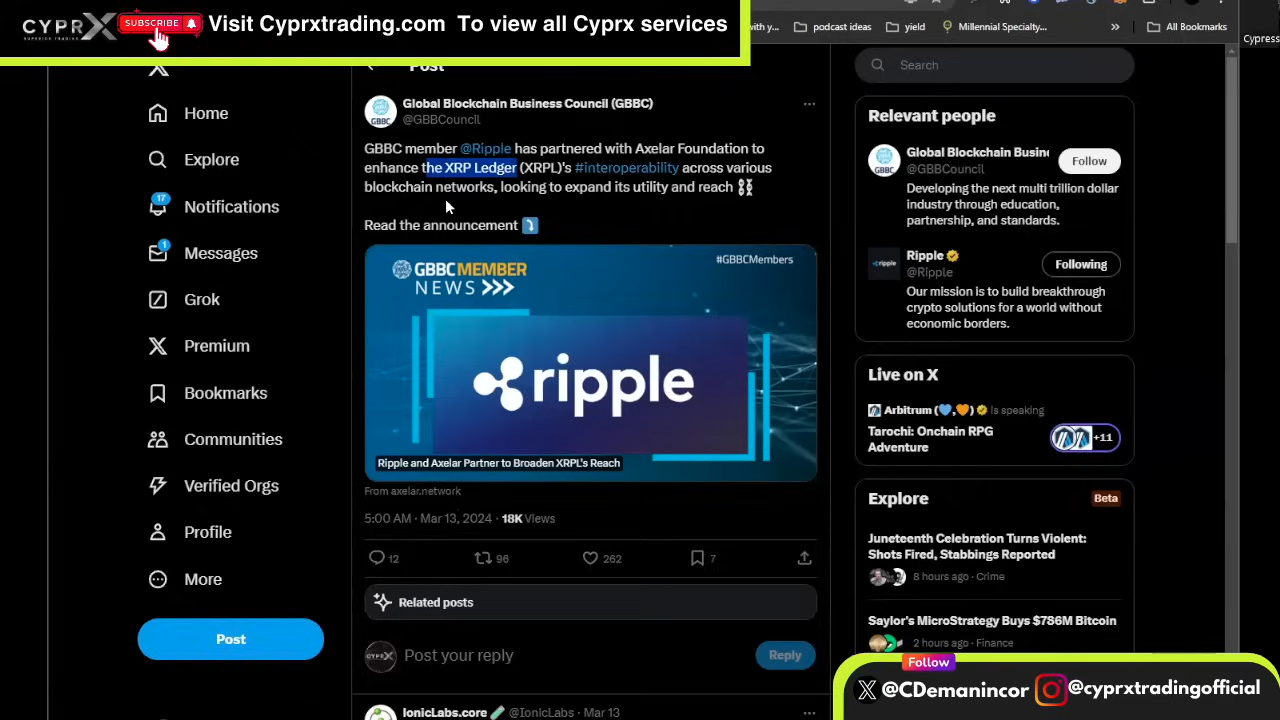 CYPRX
SUPERIOR TRADING
SUBSCRIBE
Visit Cyprxtrading.com To view all Cyprx services
podcast ideas
yield
Millennial Specialty...
»
All Bookmarks
Cypress
Post
Home
Explore
17
Notifications
1
Messages
Grok
Premium
Bookmarks
Communities
Verified Orgs
Profile
More
Post
Global Blockchain Business Council (GBBC)
@GBBCouncil
GBBC member @Ripple has partnered with Axelar Foundation to
enhance the XRP Ledger (XRPL)'s #interoperability across various
blockchain networks, looking to expand its utility and reach ⛓️
Read the announcement ⤵️
GBBC MEMBER
NEWS >>>
#GBBCMembers
ripple
Ripple and Axelar Partner to Broaden XRPL's Reach
From axelar.network
5:00 AM · Mar 13, 2024 · 18K Views
12
96
262
7
Related posts
CYPRX
Post your reply
Reply
IonicLabs.core 🧪 @IonicLabs · Mar 13
Search
Relevant people
GBBC
Global Blockchain Busin
@GBBCouncil
Follow
Developing the next multi trillion dollar
industry through education,
partnership, and standards.
ripple
Ripple
@Ripple
Following
Our mission is to build breakthrough
crypto solutions for a world without
economic borders.
Live on X
Arbitrum (💙,🧡) is speaking
Tarochi: Onchain RPG
Adventure
+11
Explore
Beta
Juneteenth Celebration Turns Violent:
Shots Fired, Stabbings Reported
8 hours ago · Crime
Saylor's MicroStrategy Buys $786M Bitcoin
2 hours ago · Finance
Follow
@CDemanincor
@cyprxtradingofficial